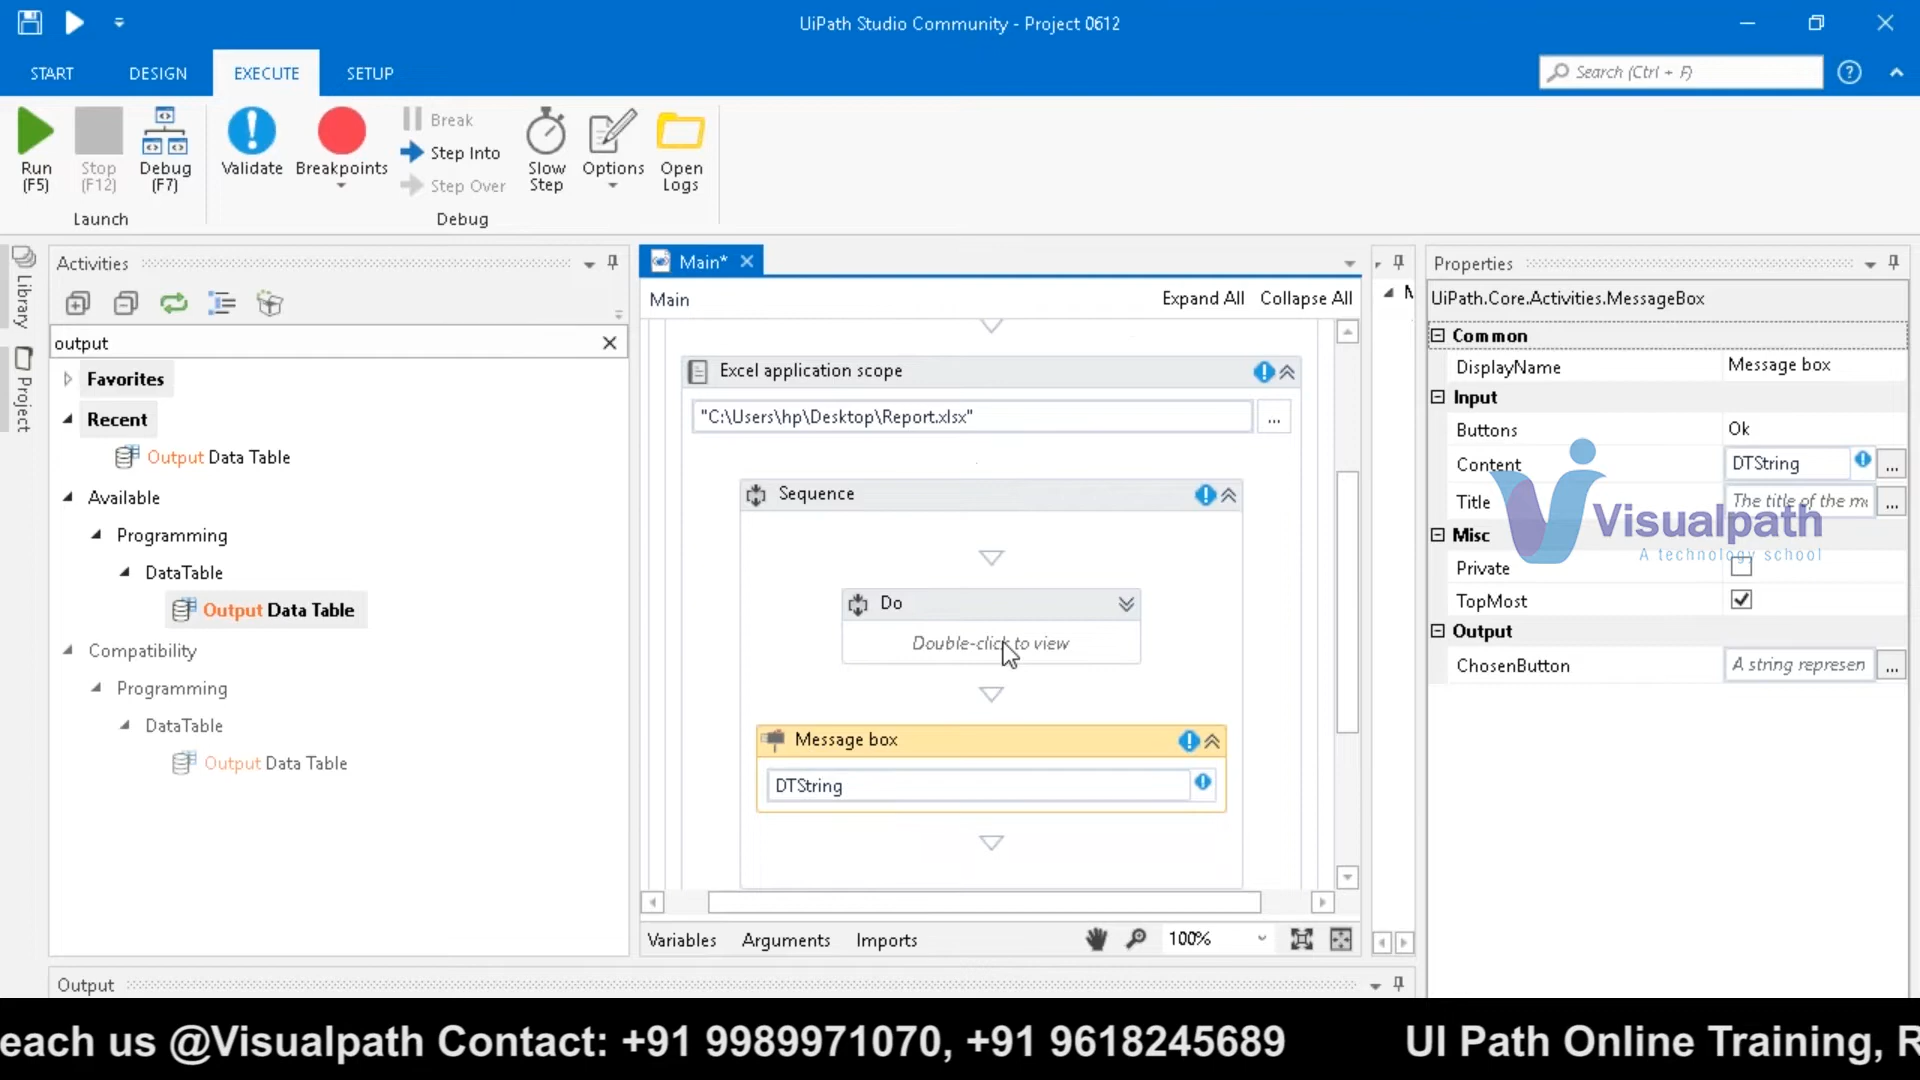 UiPath Studio Community - Project 0612
START DESIGN EXECUTE SETUP
Search (Ctrl + F)
Run (F5)
Stop (F12)
Debug (F7)
Launch
Validate
Breakpoints
Break
Step Into
Step Over
Slow Step
Options
Open Logs
Debug
Library
Project
Activities
output
Favorites
Recent
Output Data Table
Available
Programming
DataTable
Output Data Table
Compatibility
Programming
DataTable
Output Data Table
Main*
Main
Expand All Collapse All
Excel application scope
"C:\Users\hp\Desktop\Report.xlsx"
...
Sequence
Do
Double-click to view
Message box
DTString
Variables Arguments Imports
100%
Output
Properties
UiPath.Core.Activities.MessageBox
Common
DisplayName Message box
Input
Buttons Ok
Content DTString ...
Title The title of the me ...
Misc
Private
TopMost
Output
ChosenButton A string represen ...
Visualpath
A technology school
each us @Visualpath Contact: +91 9989971070, +91 9618245689 UI Path Online Training, R